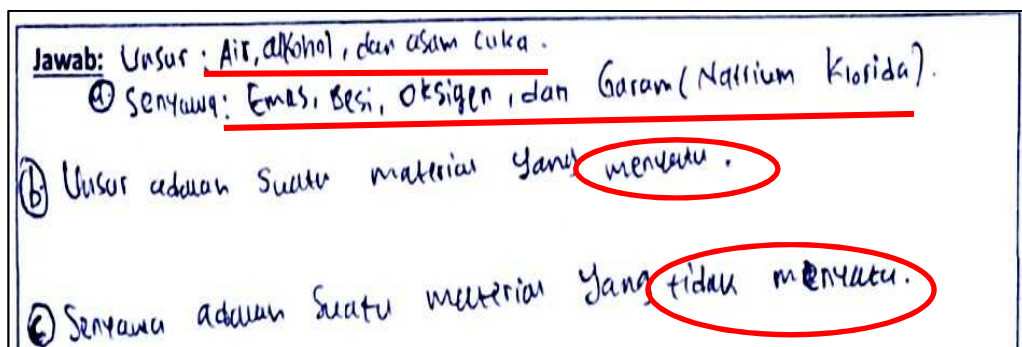 Jawab: Unsur : Air, alkohol, dan asam cuka.
a Senyawa: Emas, Besi, Oksigen, dan Garam (Natrium Klorida).
b Unsur adalah suatu material yang menyatu.
c Senyawa adalah suatu material yang tidak menyatu.